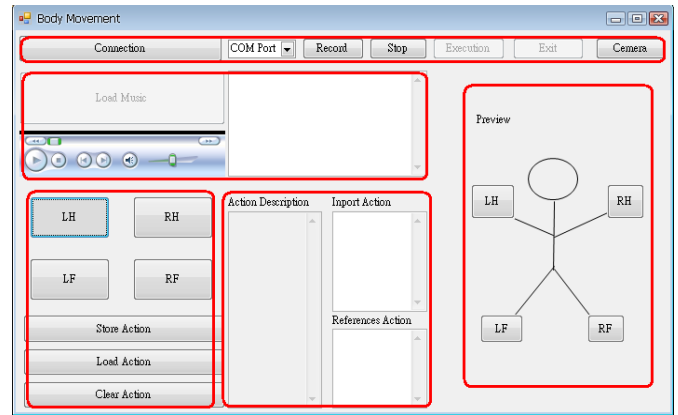 Body Movement
Connection COM Port Record Stop Execution Exit Cemera
Load Music
Preview
LH RH
LF RF
Action Description Inport Action
LH RH
LF RF
References Action
Store Action
Load Action
Clear Action